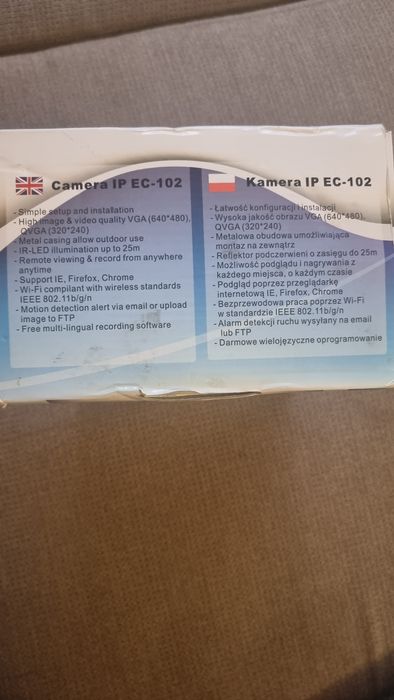 Camera IP EC-102
- Simple setup and installation
- High image & video quality VGA (640*480),
QVGA (320*240)
- Metal casing allow outdoor use
- IR-LED illumination up to 25m
- Remote viewing & record from anywhere
anytime
- Support IE, Firefox, Chrome
- Wi-Fi compliant with wireless standards
IEEE 802.11b/g/n
- Motion detection alert via email or upload
image to FTP
- Free multi-lingual recording software
Kamera IP EC-102
- Łatwość konfiguracji i instalacji
- Wysoka jakość obrazu VGA (640*480),
QVGA (320*240)
- Metalowa obudowa umożliwiająca
montaż na zewnątrz
- Reflektor podczerwieni o zasięgu do 25m
- Możliwość podglądu i nagrywania z
każdego miejsca, o każdym czasie
- Podgląd poprzez przeglądarkę
internetową IE, Firefox, Chrome
- Bezprzewodowa praca poprzez Wi-Fi
w standardzie IEEE 802.11b/g/n
- Alarm detekcji ruchu wysyłany na email
lub FTP
- Darmowe wielojęzyczne oprogramowanie